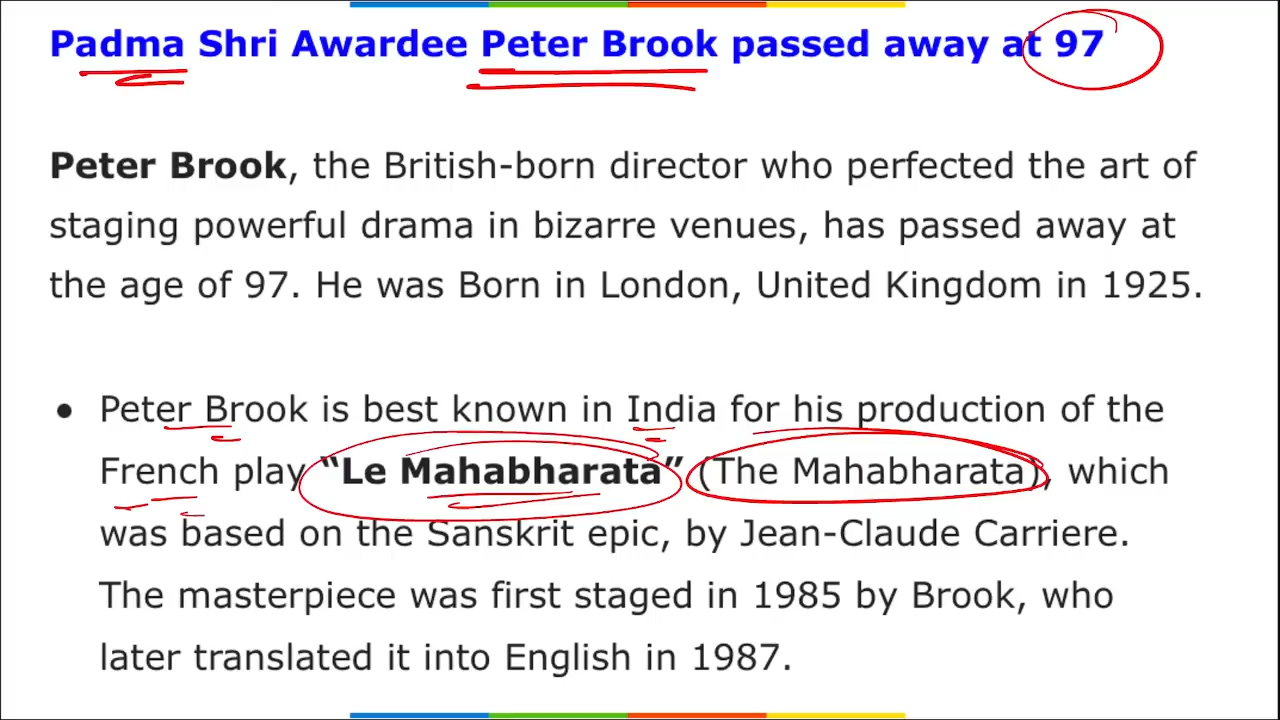 Padma Shri Awardee Peter Brook passed away at 97
Peter Brook, the British-born director who perfected the art of
staging powerful drama in bizarre venues, has passed away at
the age of 97. He was Born in London, United Kingdom in 1925.
● Peter Brook is best known in India for his production of the
French play “Le Mahabharata” (The Mahabharata), which
was based on the Sanskrit epic, by Jean-Claude Carriere.
The masterpiece was first staged in 1985 by Brook, who
later translated it into English in 1987.